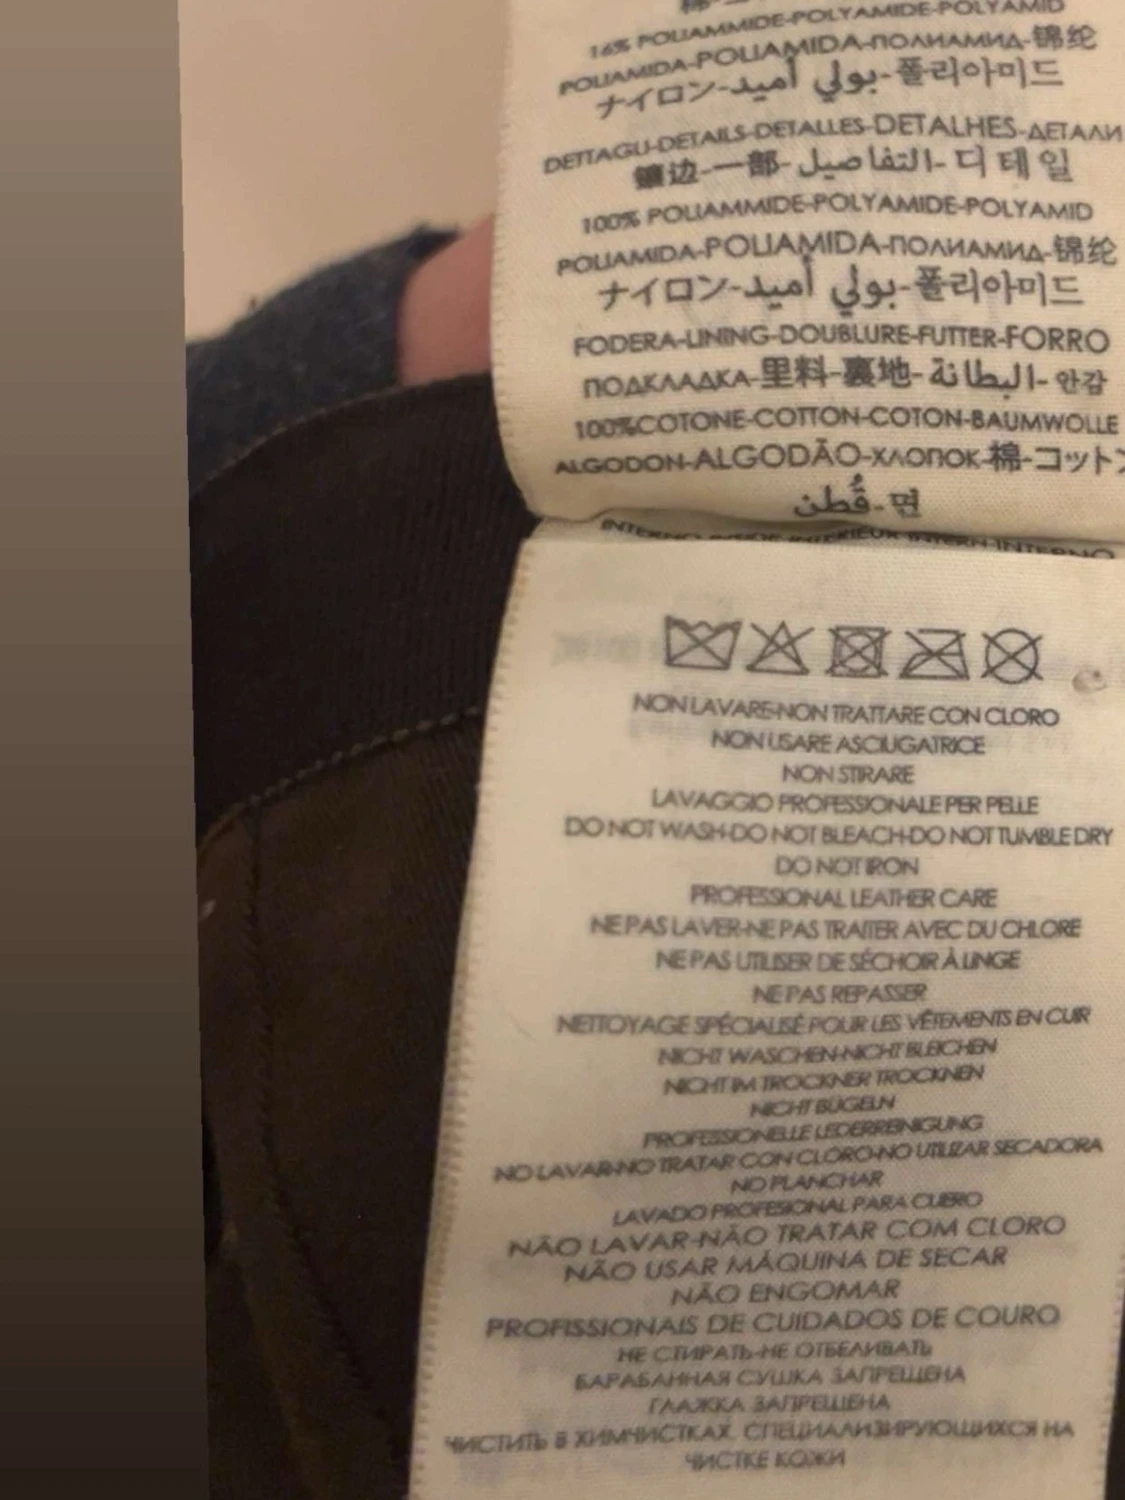 16% POLIAMMIDE-POLYAMIDE-POLYAMID
POLIAMIDA-POLIAMIDA-ПОЛИАМИД-锦纶
ナイロン-بولي أميد-폴리아미드
DETTAGLI-DETAILS-DETALLES-DETALHES-ДЕТАЛИ
镶边-一部-التفاصيل-디테일
100% POLIAMMIDE-POLYAMIDE-POLYAMID
POLIAMIDA-POLIAMIDA-ПОЛИАМИД-锦纶
ナイロン-بولي أميد-폴리아미드
FODERA-LINING-DOUBLURE-FUTTER-FORRO
ПОДКЛАДКА-里料-裏地-البطانة-안감
100%COTONE-COTTON-COTON-BAUMWOLLE
ALGODON-ALGODÃO-ХЛОПОК-棉-コットン
قُطن-면
INTERNO-INSIDE-INTERIEUR-INTERN-INTERNO
NON LAVARE-NON TRATTARE CON CLORO
NON USARE ASCIUGATRICE
NON STIRARE
LAVAGGIO PROFESSIONALE PER PELLE
DO NOT WASH-DO NOT BLEACH-DO NOT TUMBLE DRY
DO NOT IRON
PROFESSIONAL LEATHER CARE
NE PAS LAVER-NE PAS TRAITER AVEC DU CHLORE
NE PAS UTILISER DE SÉCHOIR À LINGE
NE PAS REPASSER
NETTOYAGE SPÉCIALISÉ POUR LES VÊTEMENTS EN CUIR
NICHT WASCHEN-NICHT BLEICHEN
NICHT IM TROCKNER TROCKNEN
NICHT BÜGELN
PROFESSIONELLE LEDERREINIGUNG
NO LAVAR-NO TRATAR CON CLORO-NO UTILIZAR SECADORA
NO PLANCHAR
LAVADO PROFESIONAL PARA CUERO
NÃO LAVAR-NÃO TRATAR COM CLORO
NÃO USAR MÁQUINA DE SECAR
NÃO ENGOMAR
PROFISSIONAIS DE CUIDADOS DE COURO
НЕ СТИРАТЬ-НЕ ОТБЕЛИВАТЬ
БАРАБАННАЯ СУШКА ЗАПРЕЩЕНА
ГЛАЖКА ЗАПРЕЩЕНА
ЧИСТИТЬ В ХИМЧИСТКАХ, СПЕЦИАЛИЗИРУЮЩИХСЯ НА
ЧИСТКЕ КОЖИ